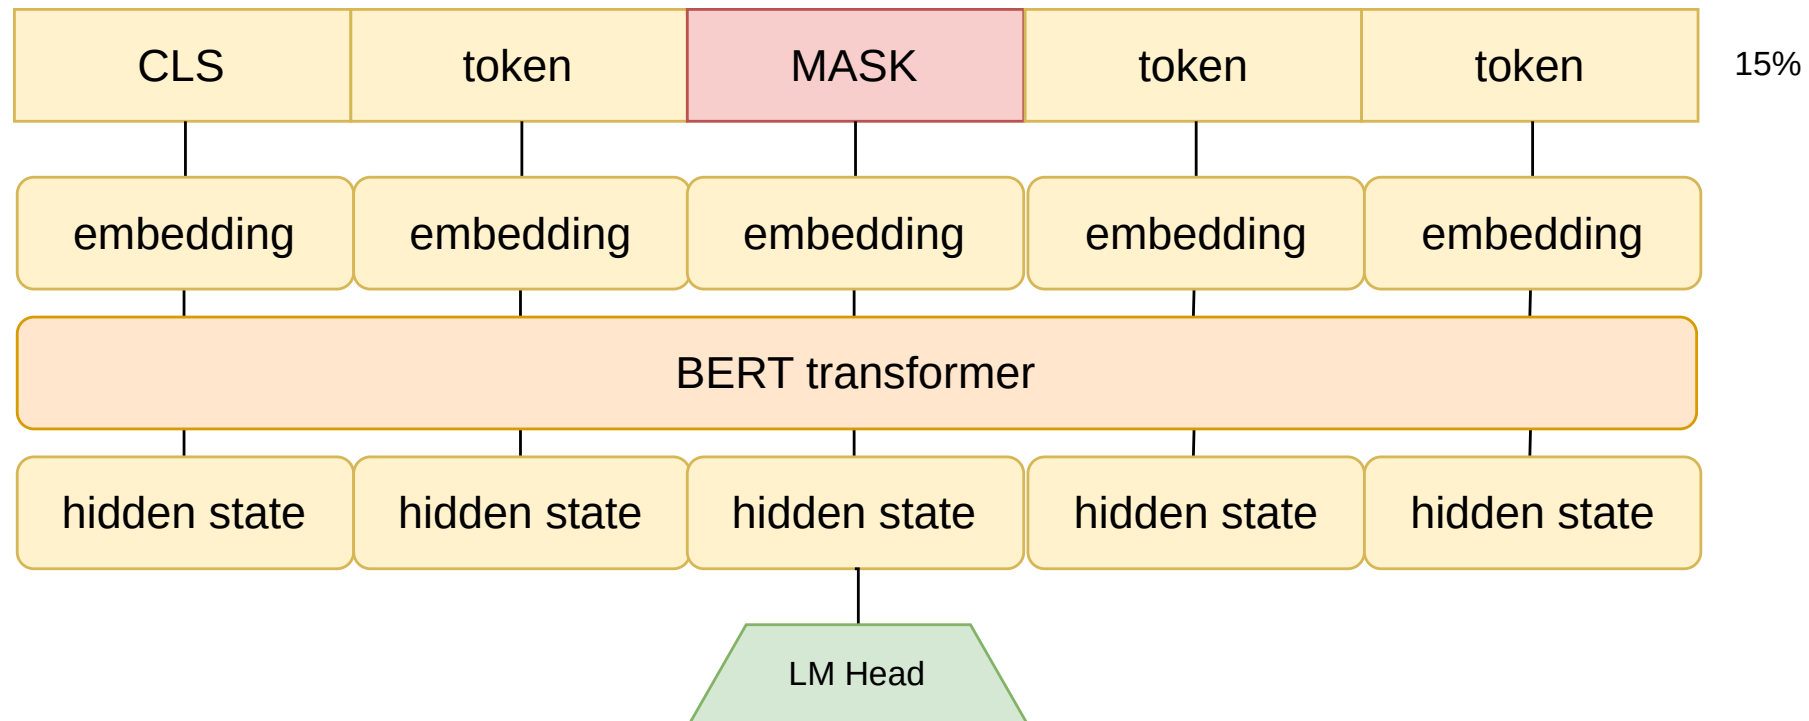 CLS token MASK token token 15%
embedding embedding embedding embedding embedding
BERT transformer
hidden state hidden state hidden state hidden state hidden state
LM Head